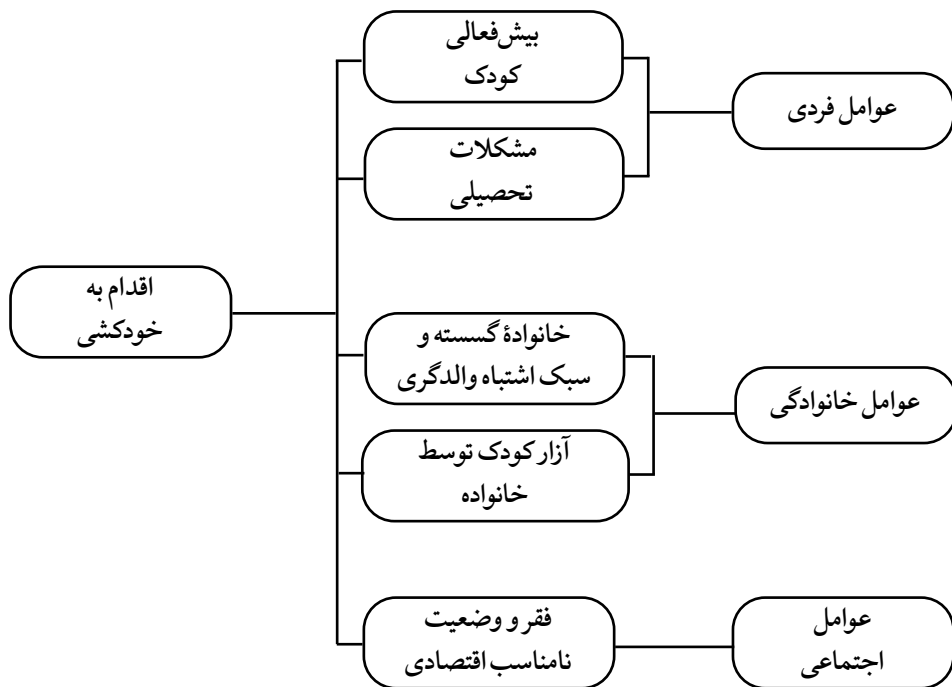 بیش‌فعالی
کودک
عوامل فردی
مشکلات
تحصیلی
اقدام به
خودکشی
خانوادهٔ گسسته و
سبک اشتباه والدگری
عوامل خانوادگی
آزار کودک توسط
خانواده
فقر و وضعیت
نامناسب اقتصادی
عوامل
اجتماعی